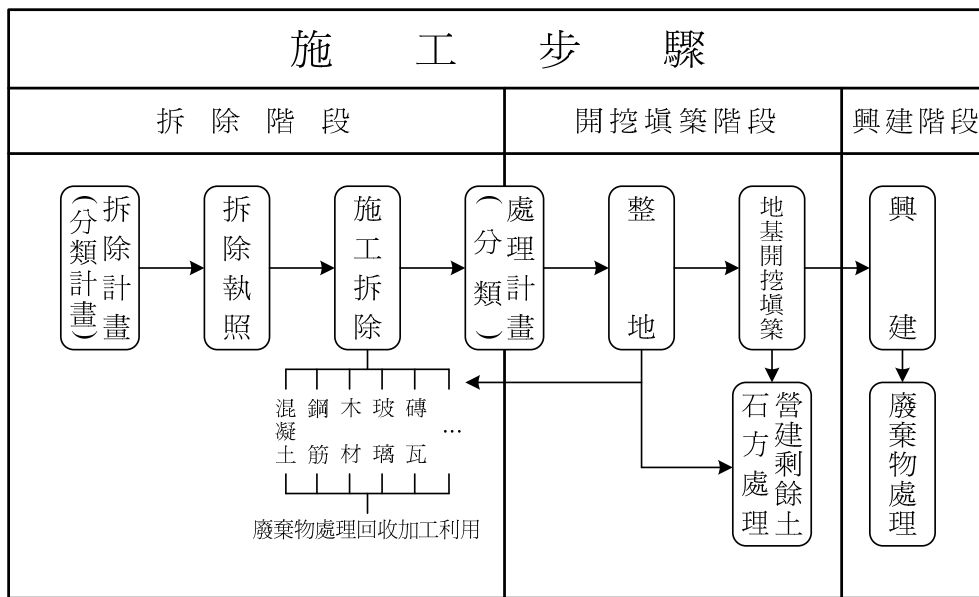 施工步驟
拆除階段
開挖填築階段
興建階段
拆除計畫
(分類計畫)
拆除執照
施工拆除
處理計畫
(分類)
整地
地基開挖填築
興建
混凝土
鋼筋
木材
玻璃
磚瓦
…
廢棄物處理回收加工利用
營建剩餘土
石方處理
廢棄物處理